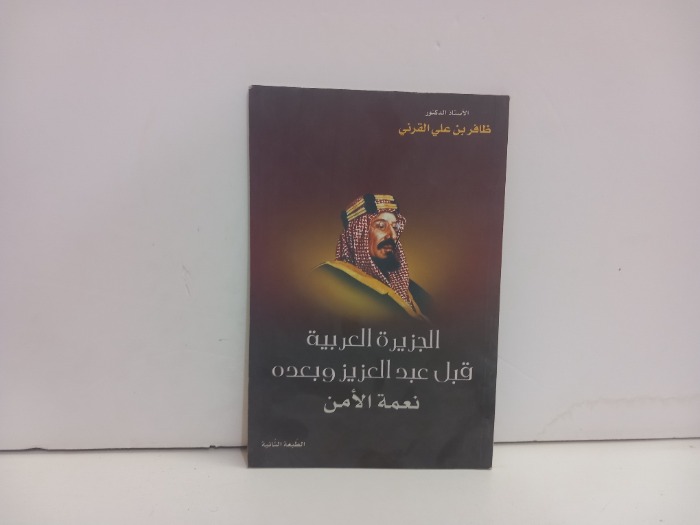 الأستاذ الدكتور
ظافر بن علي القرني
الجزيرة العربية
قبل عبد العزيز وبعده
نعمة الأمن
الطبعة الثانية